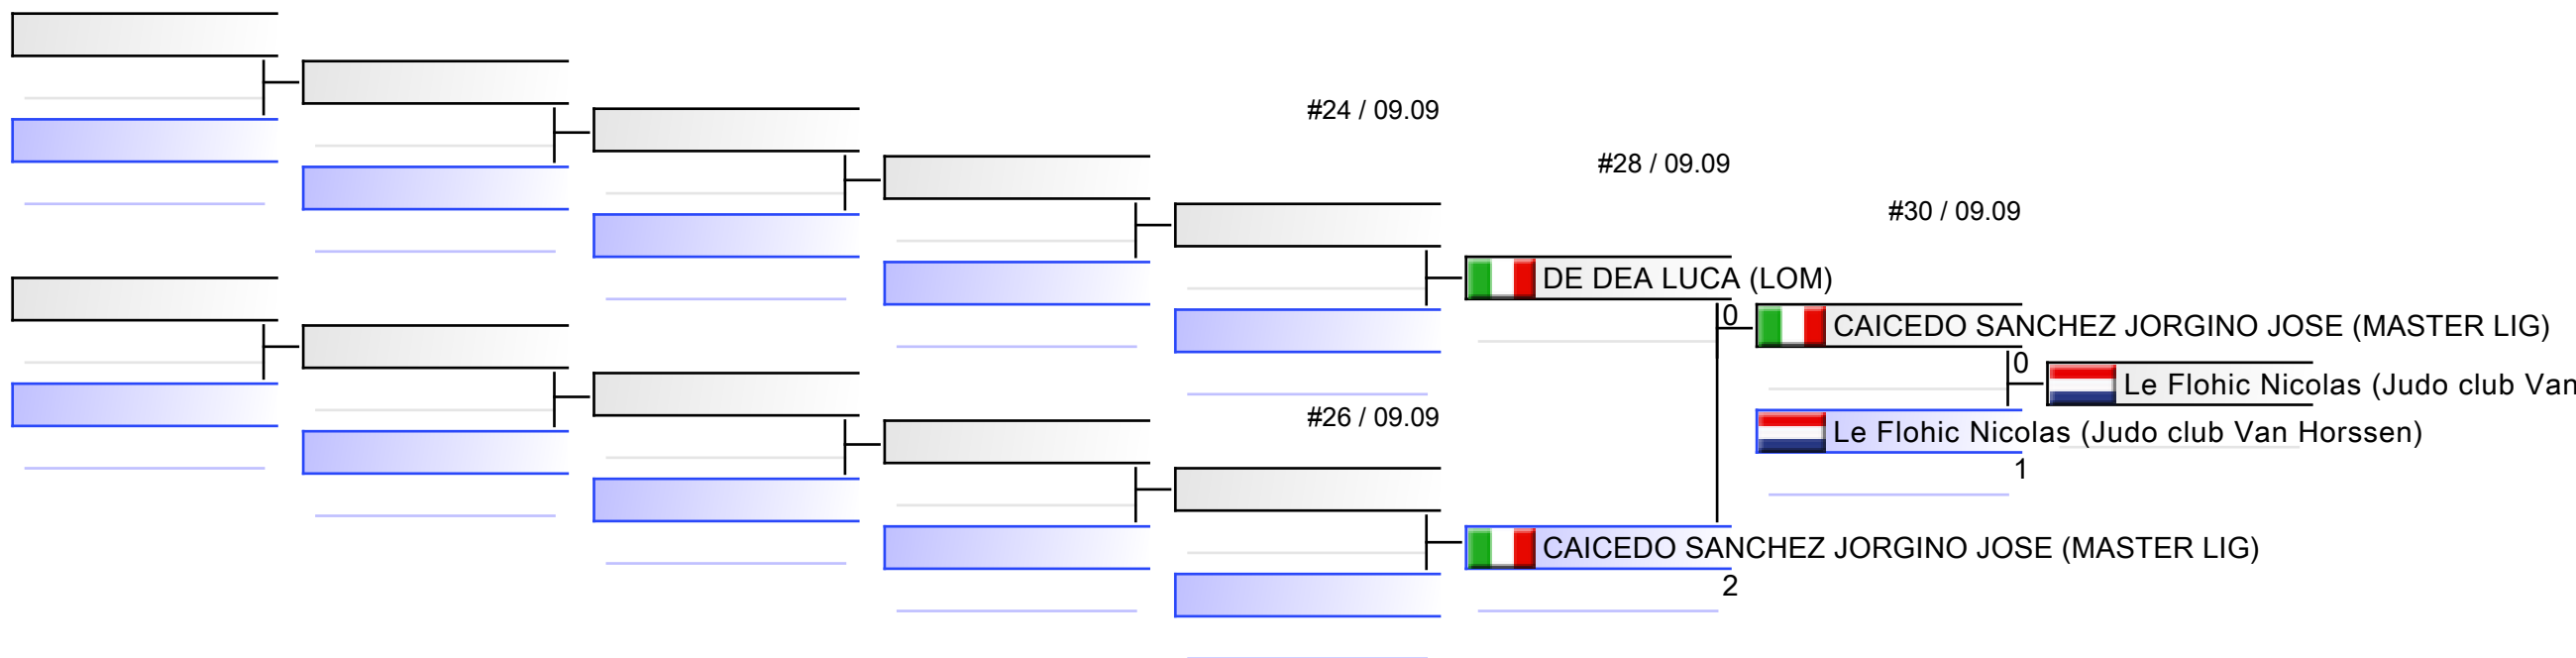 #24 / 09.09
#28 / 09.09
#30 / 09.09
DE DEA LUCA (LOM)
0
CAICEDO SANCHEZ JORGINO JOSE (MASTER LIG)
0
Le Flohic Nicolas (Judo club Van
#26 / 09.09
Le Flohic Nicolas (Judo club Van Horssen)
1
CAICEDO SANCHEZ JORGINO JOSE (MASTER LIG)
2